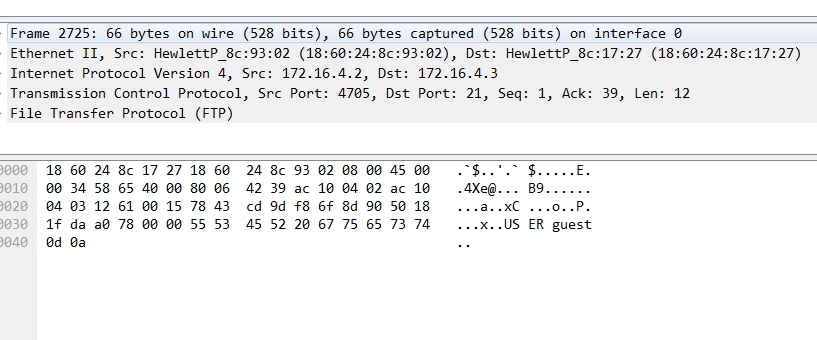 Frame 2725: 66 bytes on wire (528 bits), 66 bytes captured (528 bits) on interface 0
Ethernet II, Src: HewlettP_8c:93:02 (18:60:24:8c:93:02), Dst: HewlettP_8c:17:27 (18:60:24:8c:17:27)
Internet Protocol Version 4, Src: 172.16.4.2, Dst: 172.16.4.3
Transmission Control Protocol, Src Port: 4705, Dst Port: 21, Seq: 1, Ack: 39, Len: 12
File Transfer Protocol (FTP)
0000 18 60 24 8c 17 27 18 60 24 8c 93 02 08 00 45 00 .`$..'.` $.....E.
0010 00 34 58 65 40 00 80 06 42 39 ac 10 04 02 ac 10 .4Xe@... B9......
0020 04 03 12 61 00 15 78 43 cd 9d f8 6f 8d 90 50 18 ...a..xC ...o..P.
0030 1f da a0 78 00 00 55 53 45 52 20 67 75 65 73 74 ...x..US ER guest
0040 0d 0a ..